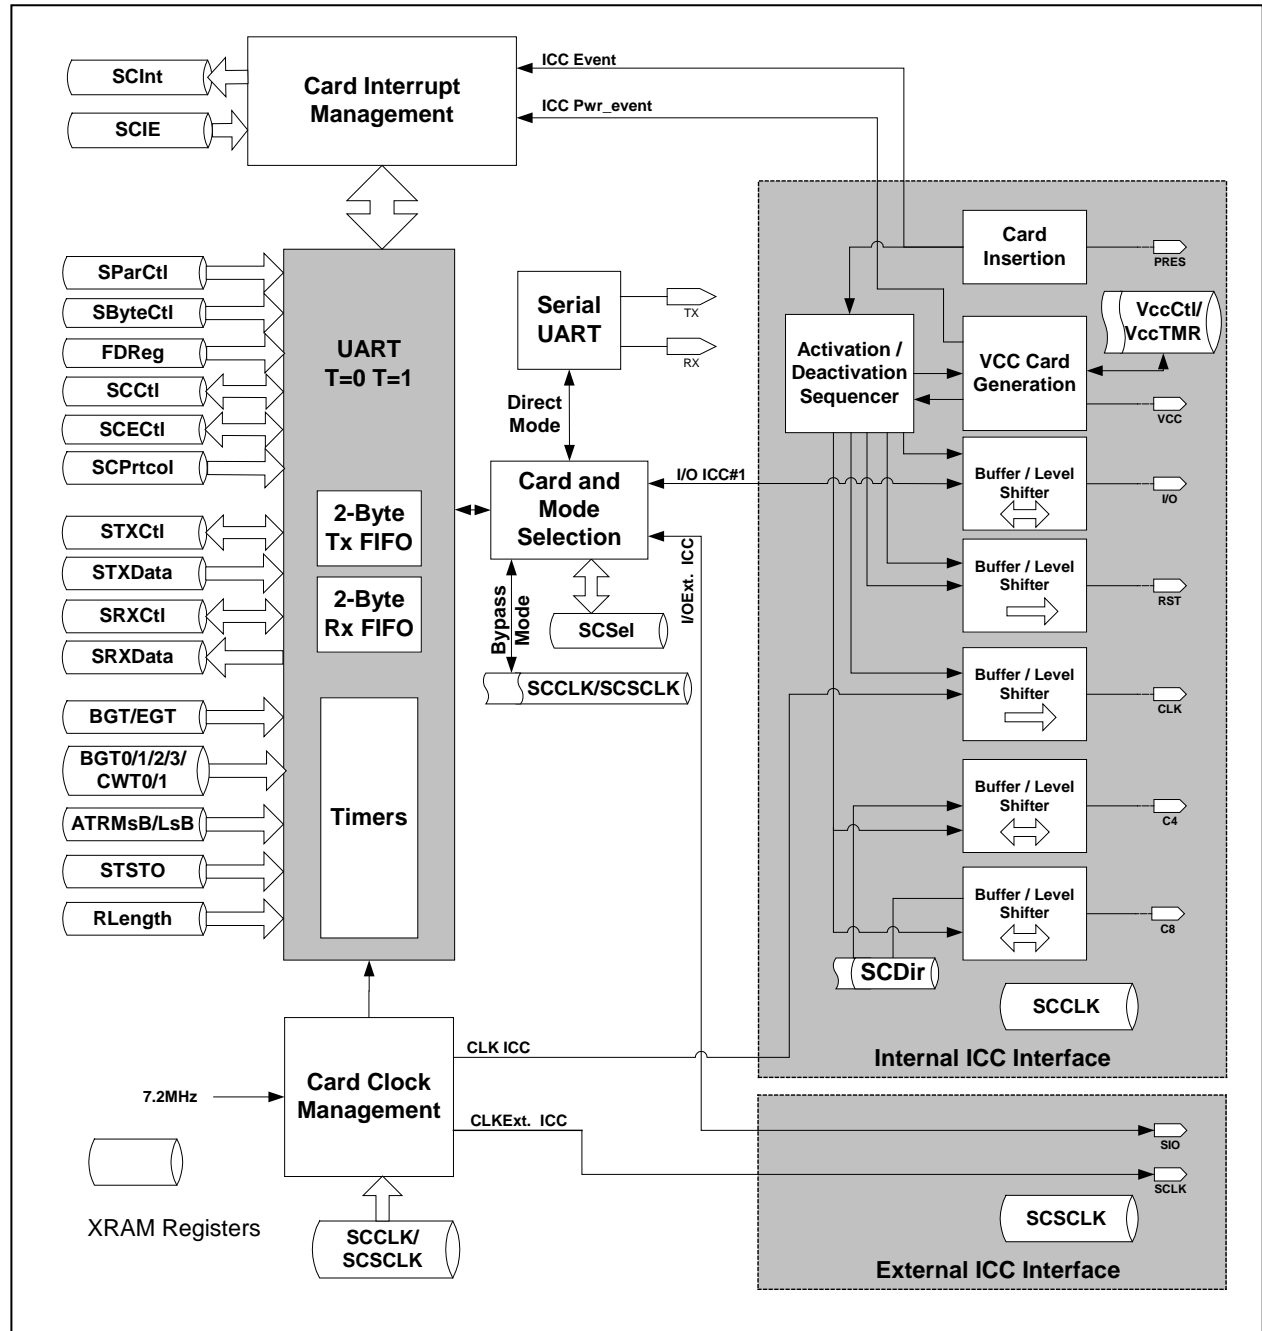 SCInt
SCIE
Card Interrupt
Management
ICC Event
ICC Pwr_event
SParCtl
SByteCtl
FDReg
SCCtl
SCECtl
SCPrtcol
STXCtl
STXData
SRXCtl
SRXData
BGT/EGT
BGT0/1/2/3/
CWT0/1
ATRMsB/LsB
STSTO
RLength
UART
T=0 T=1
2-Byte
Tx FIFO
2-Byte
Rx FIFO
Timers
Serial
UART
TX
RX
Direct
Mode
Card and
Mode
Selection
I/O ICC#1
I/OExt. ICC
Bypass
Mode
SCSel
SCCLK/SCSCLK
Card
Insertion
PRES
VccCtl/
VccTMR
Activation /
Deactivation
Sequencer
VCC Card
Generation
VCC
Buffer / Level
Shifter
I/O
Buffer / Level
Shifter
RST
Buffer / Level
Shifter
CLK
Buffer / Level
Shifter
C4
Buffer / Level
Shifter
C8
SCDir
SCCLK
Internal ICC Interface
Card Clock
Management
7.2MHz
CLK ICC
CLKExt. ICC
SIO
SCLK
SCSCLK
External ICC Interface
SCCLK/
SCSCLK
XRAM Registers